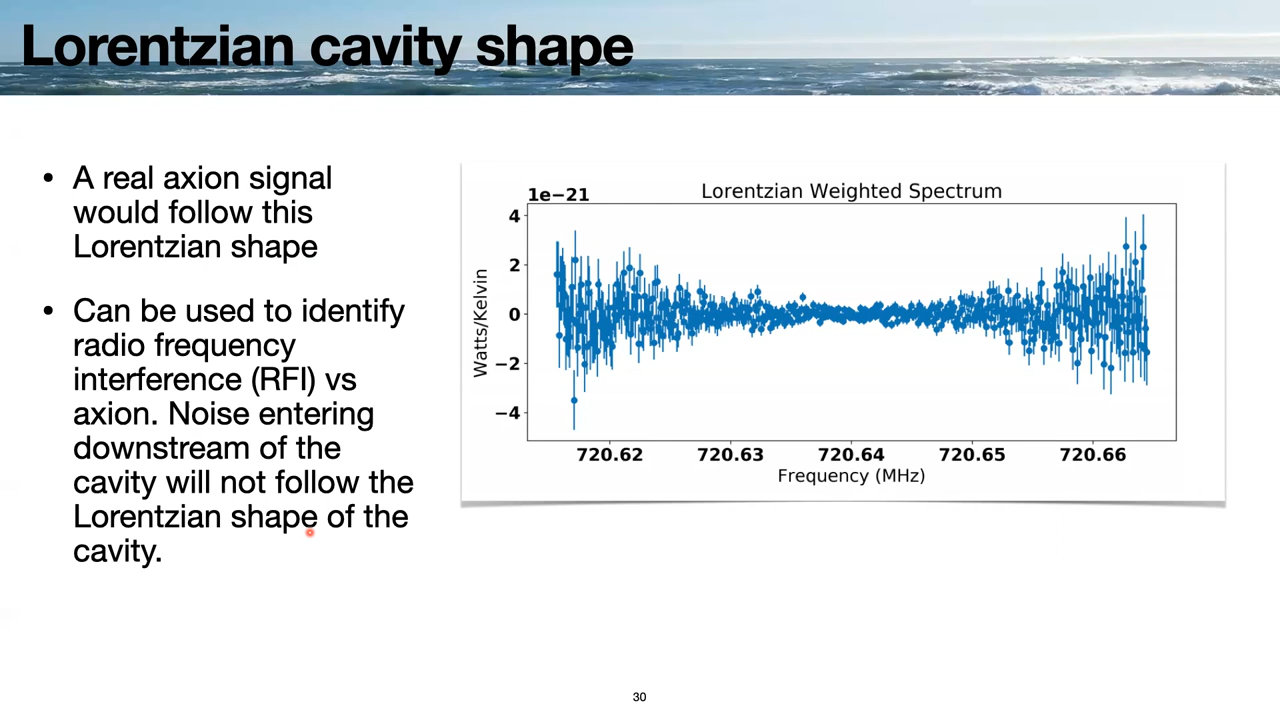 Lorentzian cavity shape
• A real axion signal
would follow this
Lorentzian shape
• Can be used to identify
radio frequency
interference (RFI) vs
axion. Noise entering
downstream of the
cavity will not follow the
Lorentzian shape of the
cavity.
Lorentzian Weighted Spectrum
1e−21
4
2
0
−2
−4
Watts/Kelvin
720.62 720.63 720.64 720.65 720.66
Frequency (MHz)
30